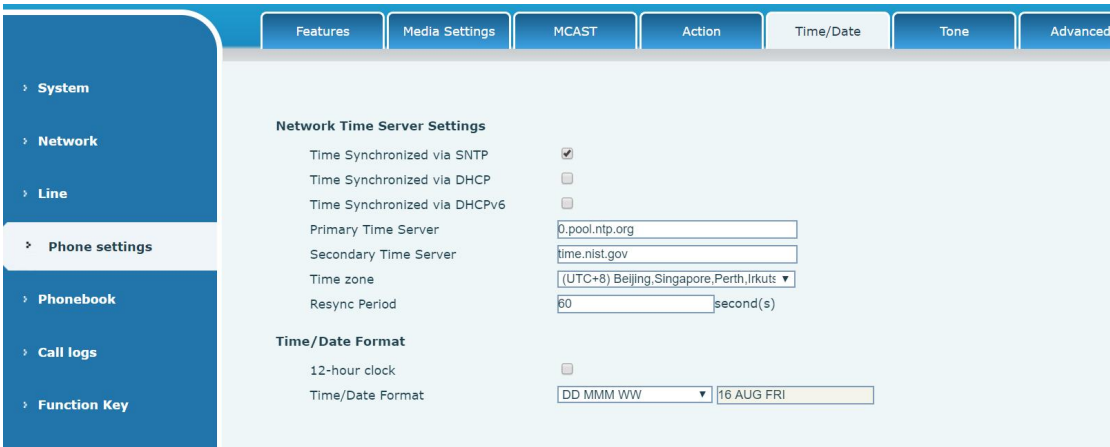 Features Media Settings MCAST Action Time/Date Tone Advanced
System
Network
Line
Phone settings
Phonebook
Call logs
Function Key
Network Time Server Settings
Time Synchronized via SNTP
Time Synchronized via DHCP
Time Synchronized via DHCPv6
Primary Time Server 0.pool.ntp.org
Secondary Time Server time.nist.gov
Time zone (UTC+8) Beijing,Singapore,Perth,Irkuts
Resync Period 60 second(s)
Time/Date Format
12-hour clock
Time/Date Format DD MMM WW 16 AUG FRI